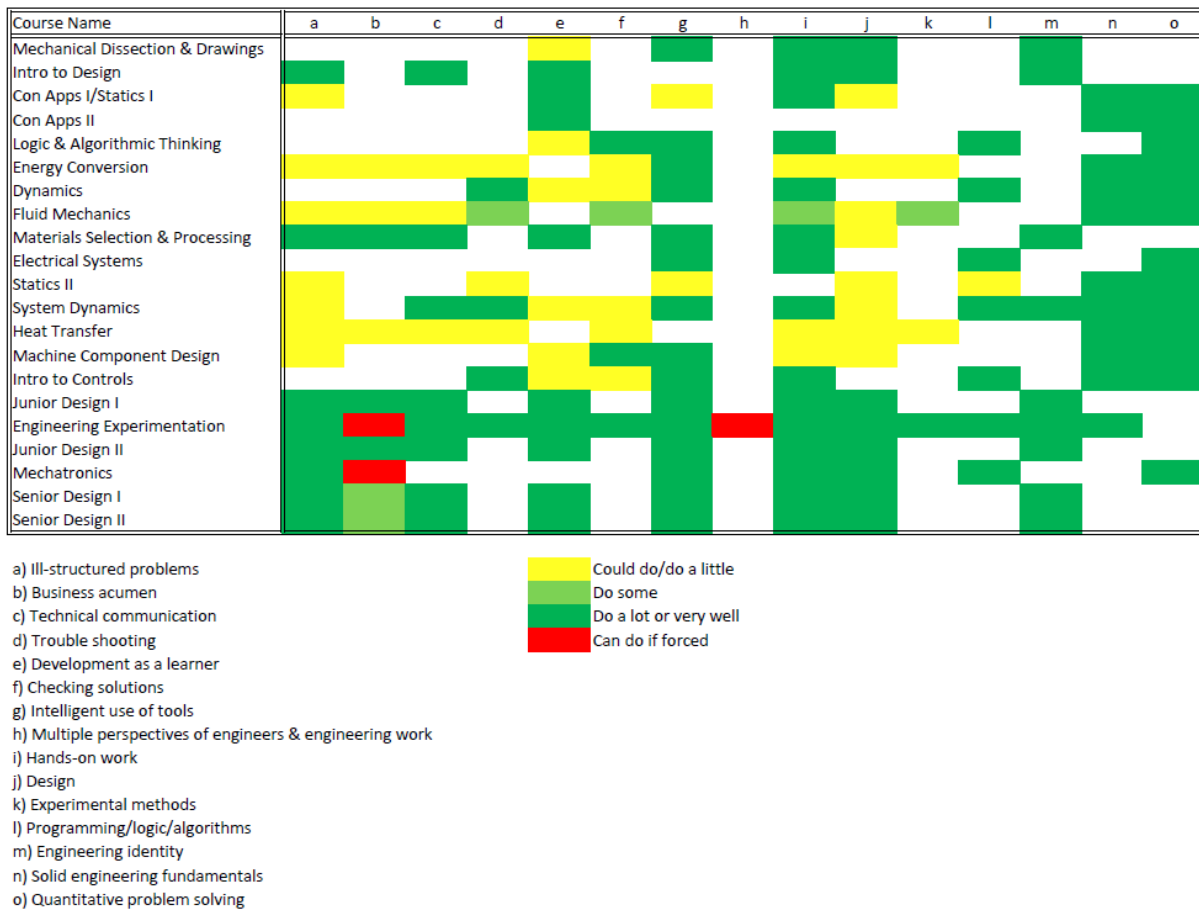 Course Name a b c d e f g h i j k l m n o
Mechanical Dissection & Drawings
Intro to Design
Con Apps I/Statics I
Con Apps II
Logic & Algorithmic Thinking
Energy Conversion
Dynamics
Fluid Mechanics
Materials Selection & Processing
Electrical Systems
Statics II
System Dynamics
Heat Transfer
Machine Component Design
Intro to Controls
Junior Design I
Engineering Experimentation
Junior Design II
Mechatronics
Senior Design I
Senior Design II
a) Ill-structured problems
b) Business acumen
c) Technical communication
d) Trouble shooting
e) Development as a learner
f) Checking solutions
g) Intelligent use of tools
h) Multiple perspectives of engineers & engineering work
i) Hands-on work
j) Design
k) Experimental methods
l) Programming/logic/algorithms
m) Engineering identity
n) Solid engineering fundamentals
o) Quantitative problem solving
Could do/do a little
Do some
Do a lot or very well
Can do if forced